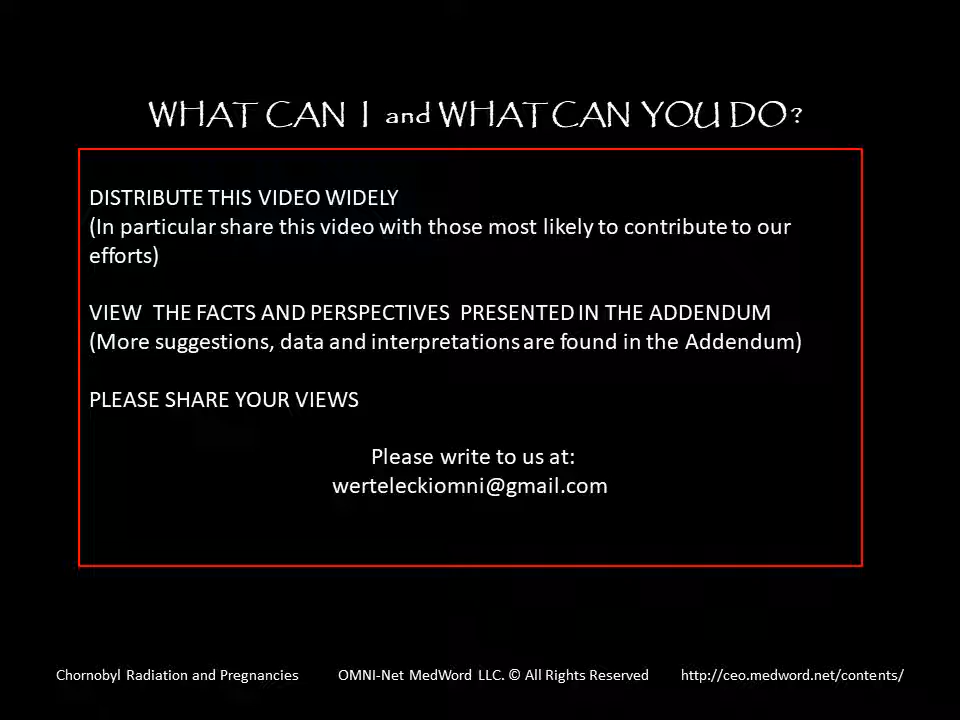 WHAT CAN I and WHAT CAN YOU DO?
DISTRIBUTE THIS VIDEO WIDELY
(In particular share this video with those most likely to contribute to our
efforts)
VIEW THE FACTS AND PERSPECTIVES PRESENTED IN THE ADDENDUM
(More suggestions, data and interpretations are found in the Addendum)
PLEASE SHARE YOUR VIEWS
Please write to us at:
werteleckiomni@gmail.com
Chornobyl Radiation and Pregnancies OMNI-Net MedWord LLC. © All Rights Reserved http://ceo.medword.net/contents/